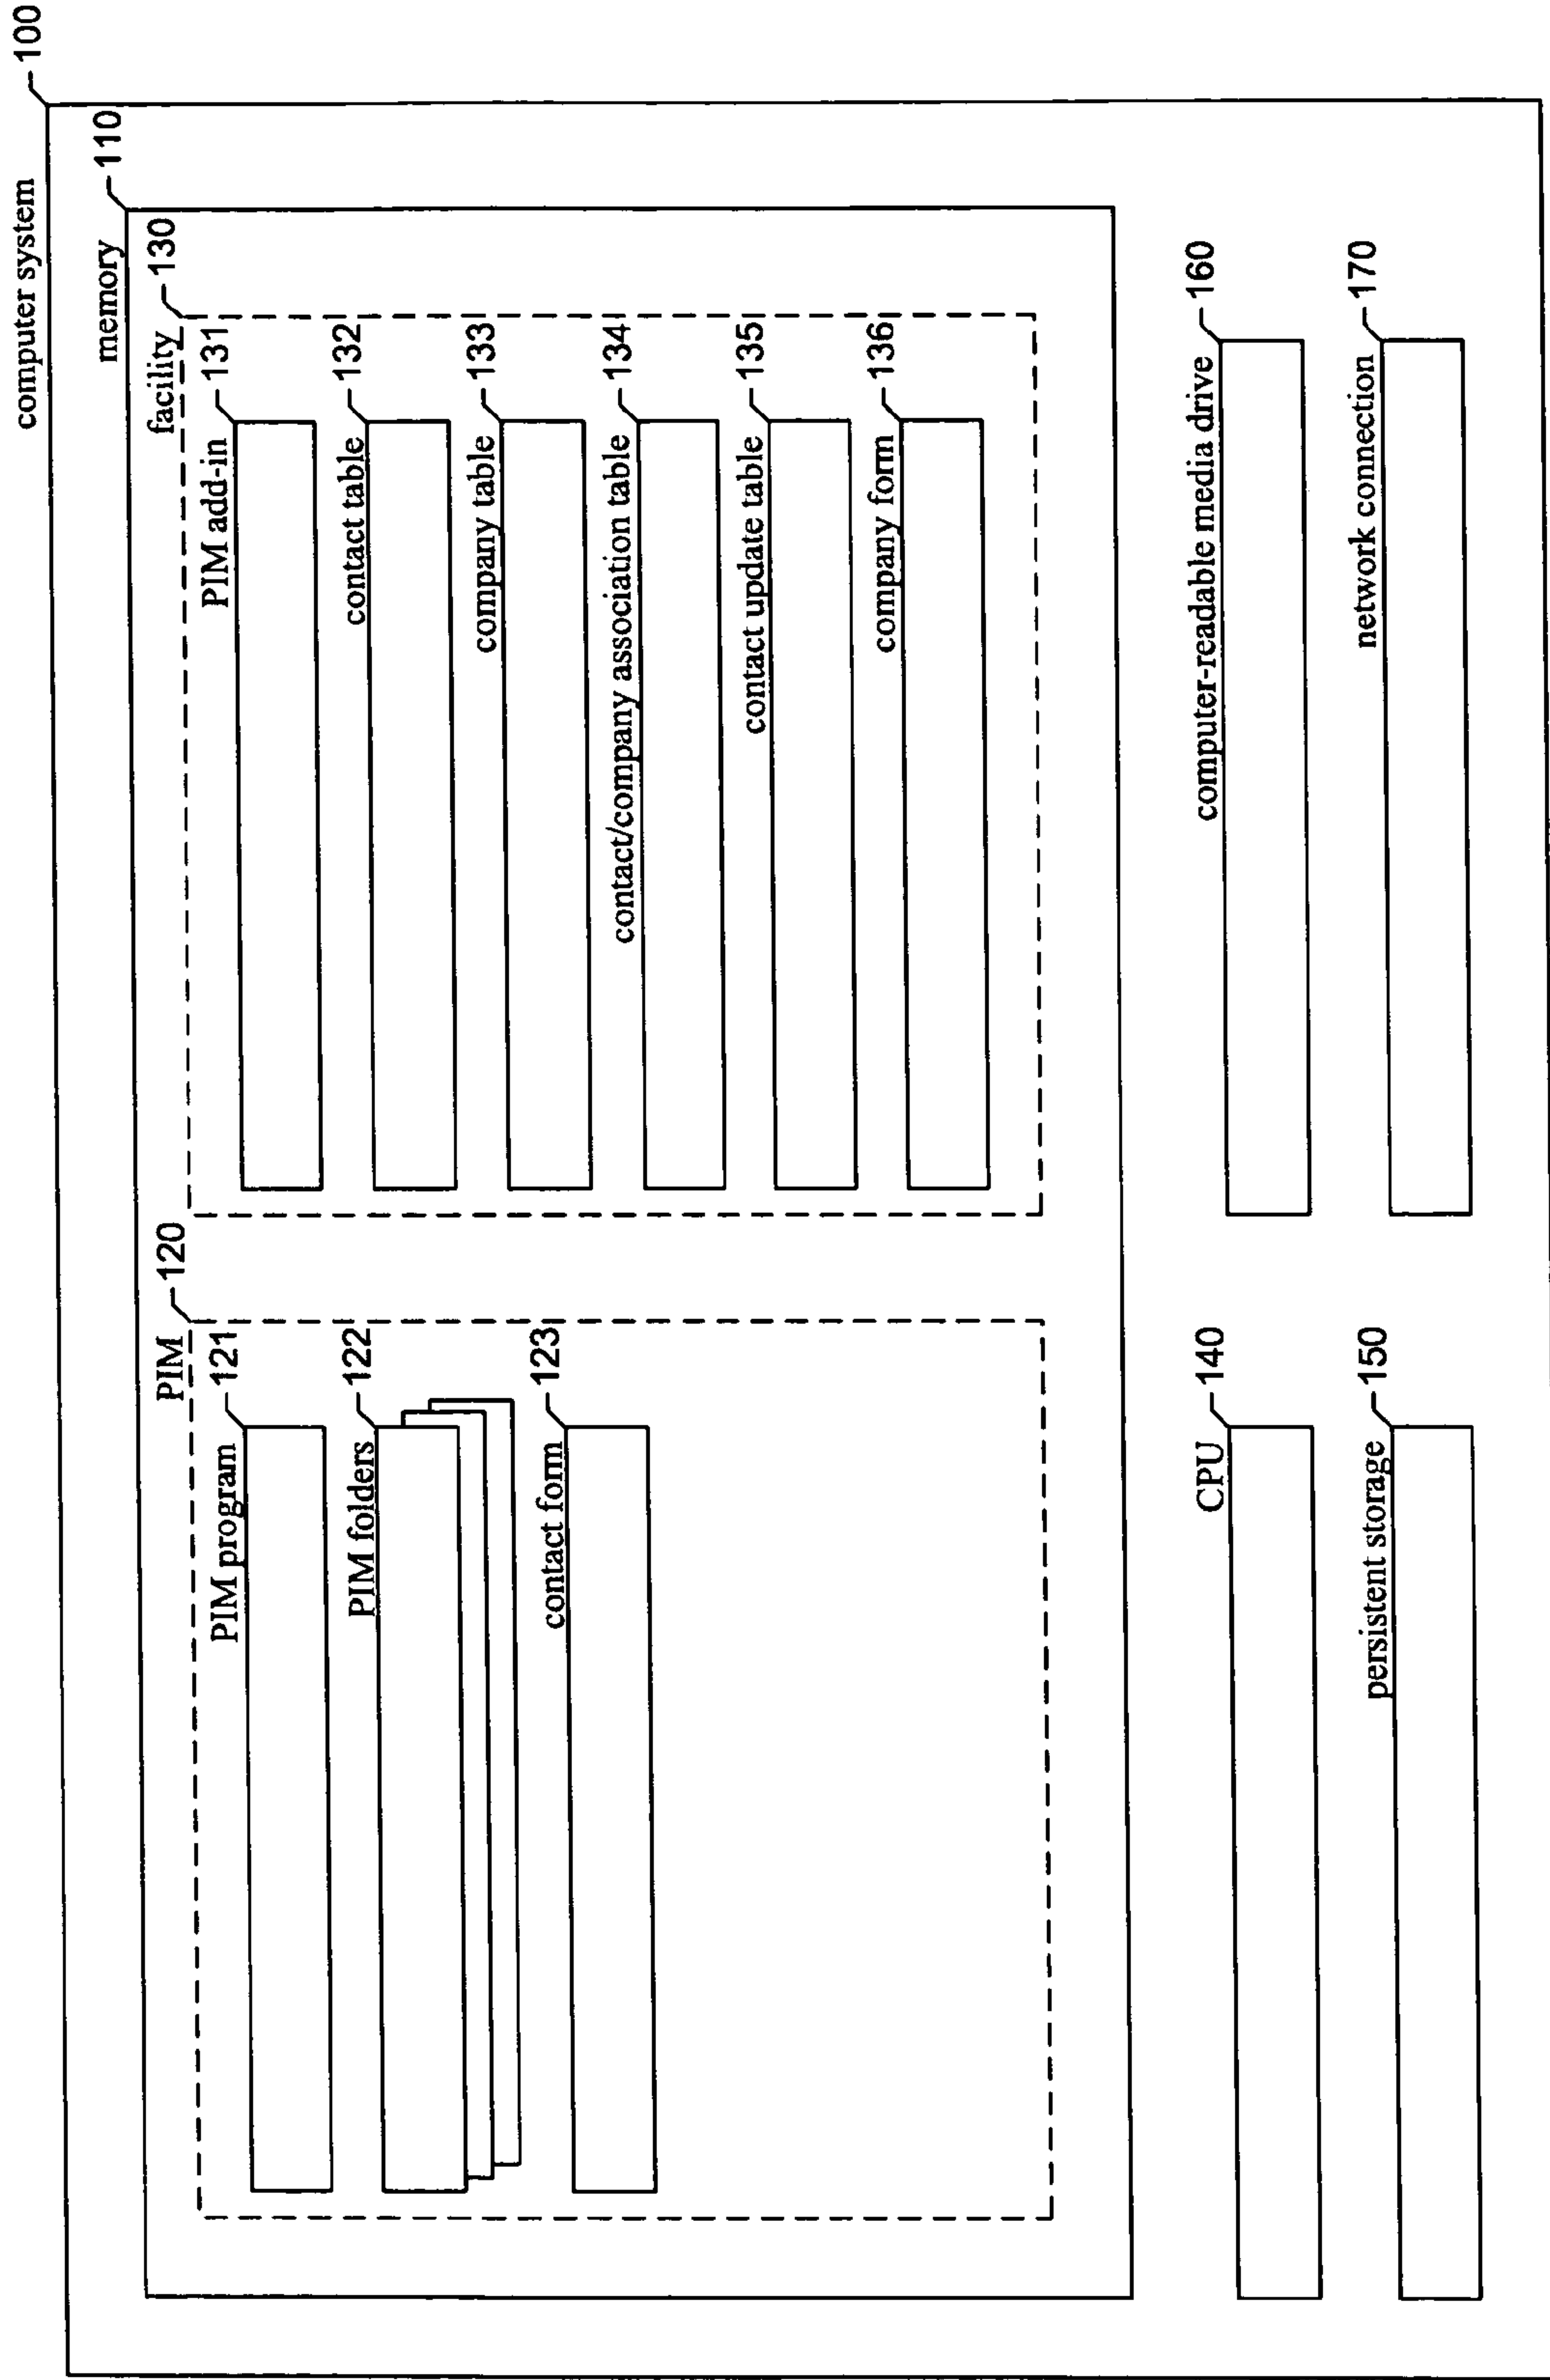 computer system 100
memory 110
PIM 120
PIM program 121
PIM folders 122
contact form 123
facility 130
PIM add-in 131
contact table 132
company table 133
contact/company association table 134
contact update table 135
company form 136
CPU 140
persistent storage 150
computer-readable media drive 160
network connection 170